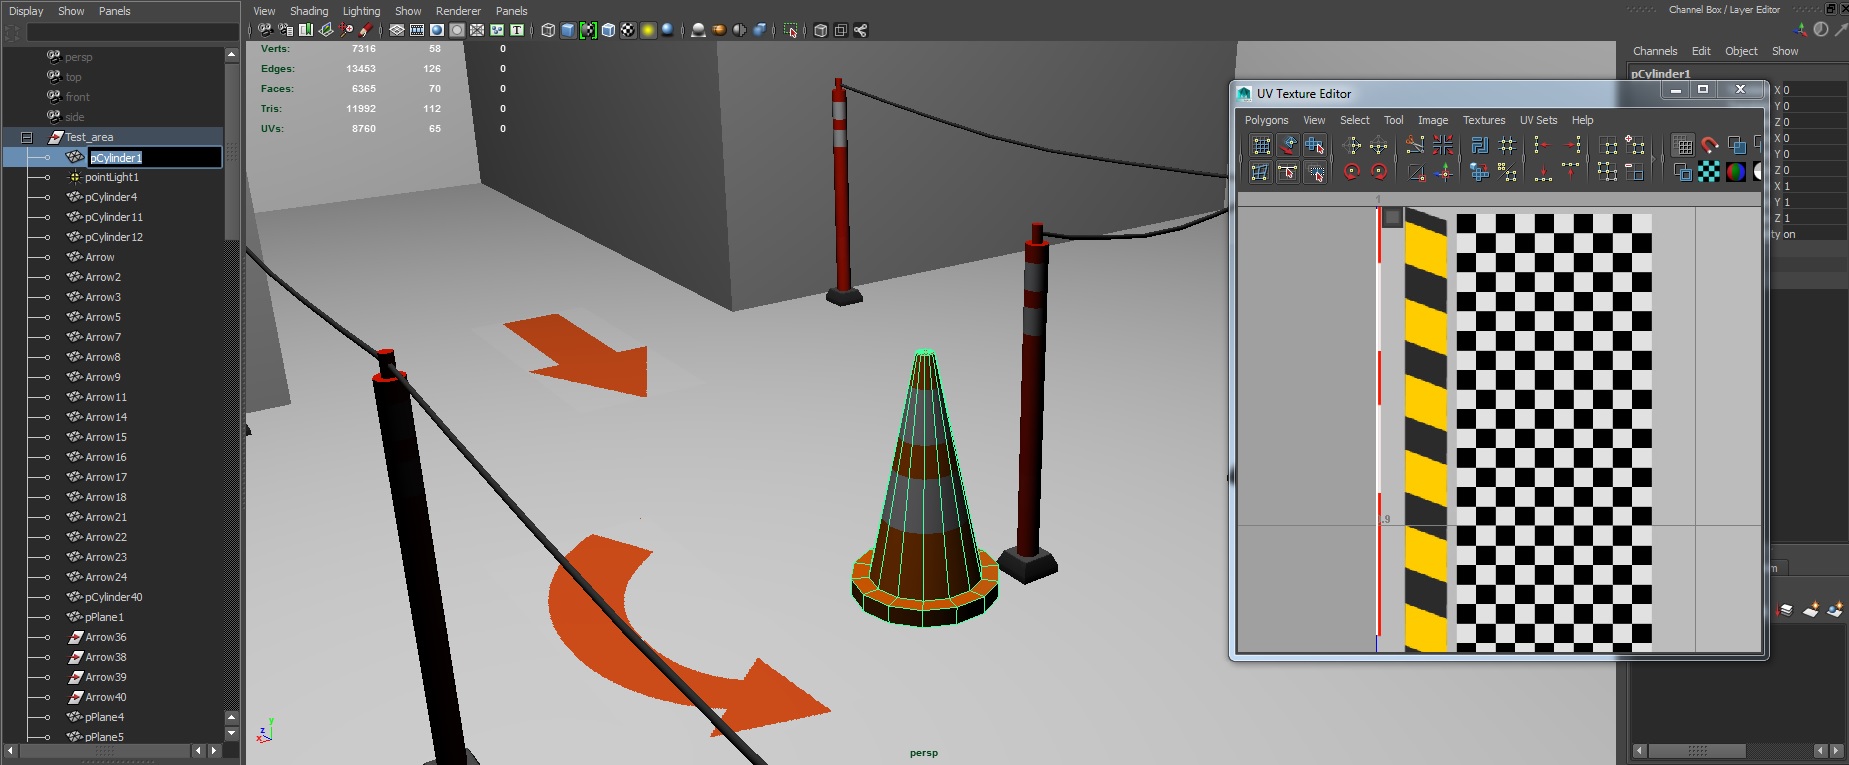 Display Show Panels
persp
top
front
side
Test_area
pCylinder1
pointLight1
pCylinder4
pCylinder11
pCylinder12
Arrow
Arrow2
Arrow3
Arrow5
Arrow7
Arrow8
Arrow9
Arrow11
Arrow14
Arrow15
Arrow16
Arrow17
Arrow18
Arrow21
Arrow22
Arrow23
Arrow24
pCylinder40
pPlane1
Arrow36
Arrow38
Arrow39
Arrow40
pPlane4
pPlane5
View Shading Lighting Show Renderer Panels
Verts: 7316 58 0
Edges: 13453 126 0
Faces: 6365 70 0
Tris: 11992 112 0
UVs: 8760 65 0
y
z
x
persp
UV Texture Editor
Polygons View Select Tool Image Textures UV Sets Help
1
.9
Channel Box / Layer Editor
Channels Edit Object Show
pCylinder1
X 0
Y 0
Z 0
X 0
Y 0
Z 0
X 1
Y 1
Z 1
ty on
m